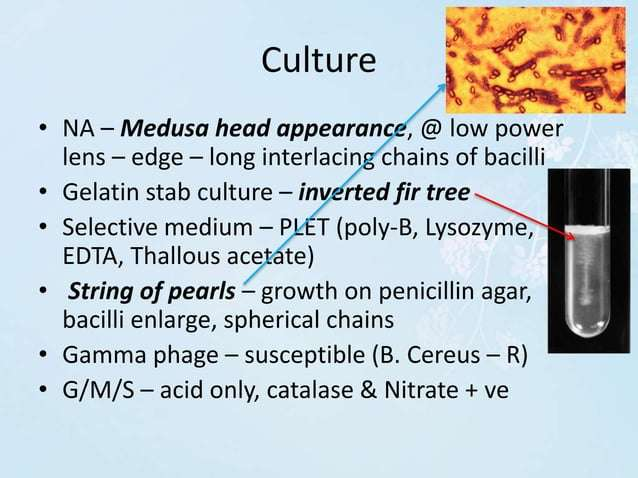 Culture
• NA – Medusa head appearance, @ low power
lens – edge – long interlacing chains of bacilli
• Gelatin stab culture – inverted fir tree
• Selective medium – PLET (poly-B, Lysozyme,
EDTA, Thallous acetate)
• String of pearls – growth on penicillin agar,
bacilli enlarge, spherical chains
• Gamma phage – susceptible (B. Cereus – R)
• G/M/S – acid only, catalase & Nitrate + ve